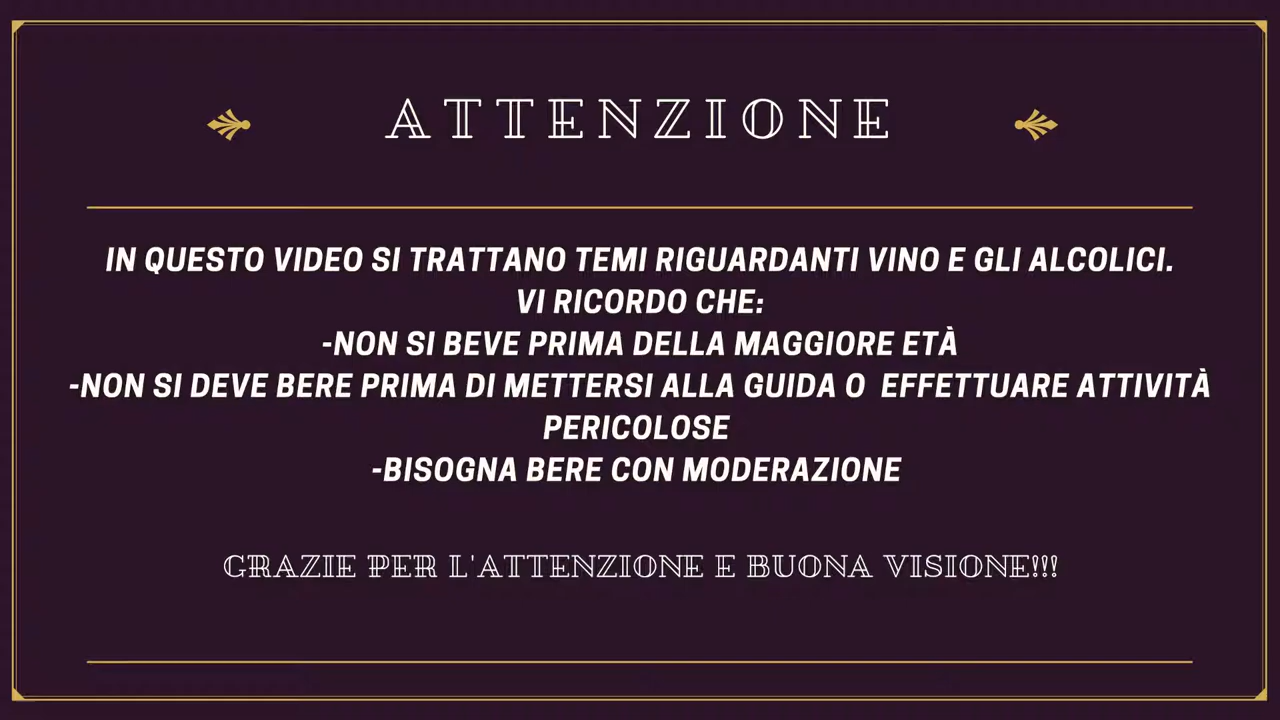 ATTENZIONE
IN QUESTO VIDEO SI TRATTANO TEMI RIGUARDANTI VINO E GLI ALCOLICI.
VI RICORDO CHE:
-NON SI BEVE PRIMA DELLA MAGGIORE ETÀ
-NON SI DEVE BERE PRIMA DI METTERSI ALLA GUIDA O EFFETTUARE ATTIVITÀ
PERICOLOSE
-BISOGNA BERE CON MODERAZIONE
GRAZIE PER L'ATTENZIONE E BUONA VISIONE!!!